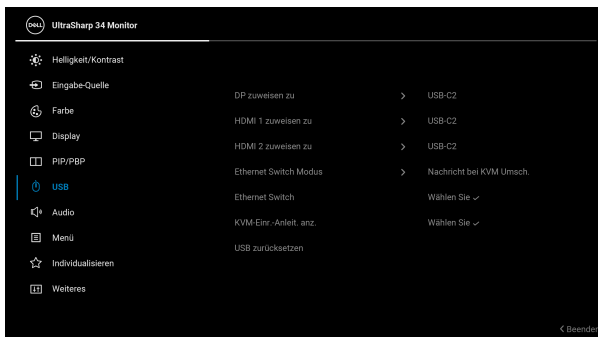 DELL UltraSharp 34 Monitor
Helligkeit/Kontrast
Eingabe-Quelle
Farbe
Display
PIP/PBP
USB
Audio
Menü
Individualisieren
Weiteres
DP zuweisen zu > USB-C2
HDMI 1 zuweisen zu > USB-C2
HDMI 2 zuweisen zu > USB-C2
Ethernet Switch Modus > Nachricht bei KVM Umsch.
Ethernet Switch Wählen Sie ✓
KVM-Einr.-Anleit. anz. Wählen Sie ✓
USB zurücksetzen
< Beenden